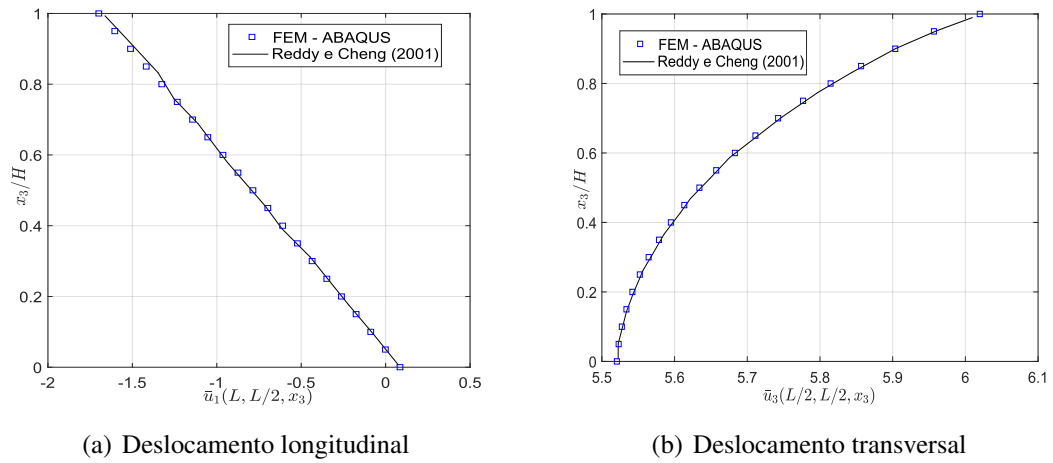 1
0.8
0.6
0.4
0.2
0
x₃/H
FEM - ABAQUS
Reddy e Cheng (2001)
-2
-1.5
-1
-0.5
0
0.5
ū₁(L, L/2, x₃)
(a) Deslocamento longitudinal
1
0.8
0.6
0.4
0.2
0
x₃/H
FEM - ABAQUS
Reddy e Cheng (2001)
5.5
5.6
5.7
5.8
5.9
6
6.1
ū₃(L/2, L/2, x₃)
(b) Deslocamento transversal